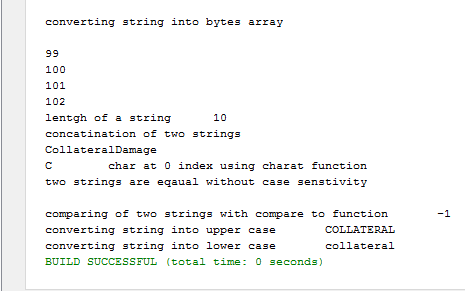 converting string into bytes array
99
100
101
102
lentgh of a string 10
concatination of two strings
CollateralDamage
C char at 0 index using charat function
two strings are eqaual without case senstivity
comparing of two strings with compare to function -1
converting string into upper case COLLATERAL
converting string into lower case collateral
BUILD SUCCESSFUL (total time: 0 seconds)